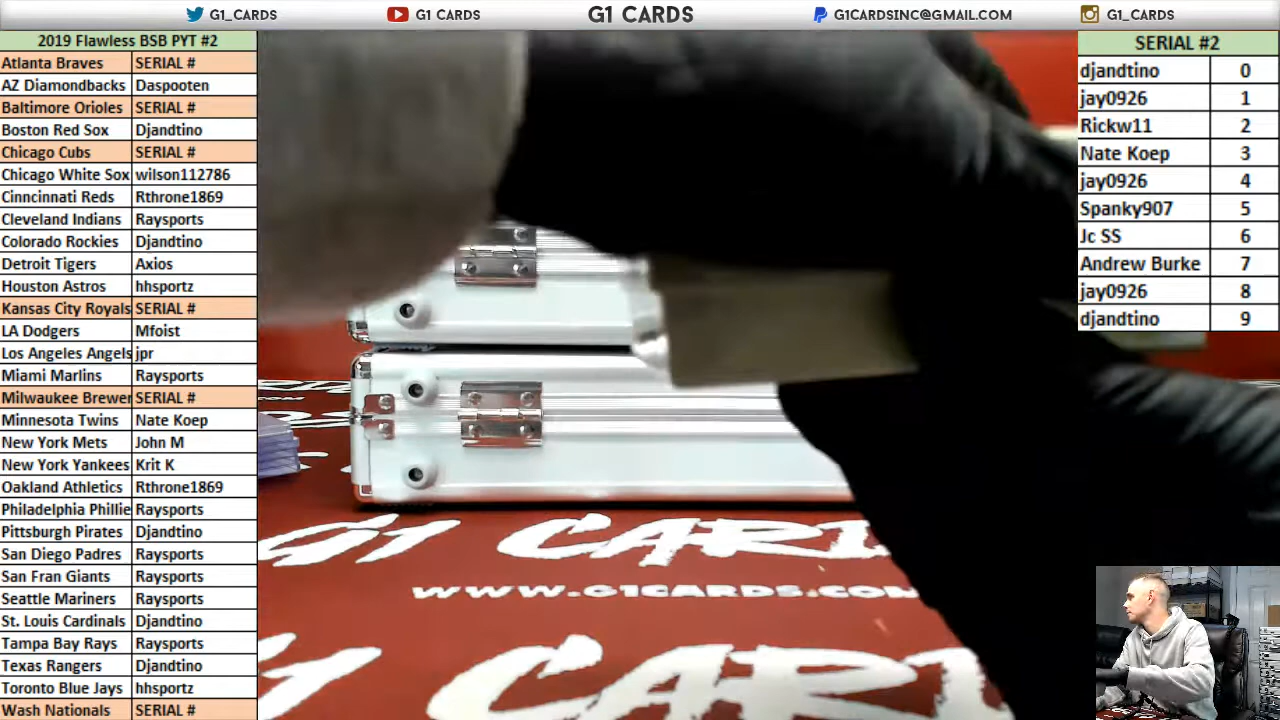 G1_CARDS G1 CARDS G1 CARDS G1CARDSINC@GMAIL.COM G1_CARDS
2019 Flawless BSB PYT #2
Atlanta Braves SERIAL #
AZ Diamondbacks Daspooten
Baltimore Orioles SERIAL #
Boston Red Sox Djandtino
Chicago Cubs SERIAL #
Chicago White Sox wilson112786
Cinncinnati Reds Rthrone1869
Cleveland Indians Raysports
Colorado Rockies Djandtino
Detroit Tigers Axios
Houston Astros hhsportz
Kansas City Royals SERIAL #
LA Dodgers Mfoist
Los Angeles Angels jpr
Miami Marlins Raysports
Milwaukee Brewer SERIAL #
Minnesota Twins Nate Koep
New York Mets John M
New York Yankees Krit K
Oakland Athletics Rthrone1869
Philadelphia Phillie Raysports
Pittsburgh Pirates Djandtino
San Diego Padres Raysports
San Fran Giants Raysports
Seattle Mariners Raysports
St. Louis Cardinals Djandtino
Tampa Bay Rays Raysports
Texas Rangers Djandtino
Toronto Blue Jays hhsportz
Wash Nationals SERIAL #
SERIAL #2
djandtino 0
jay0926 1
Rickw11 2
Nate Koep 3
jay0926 4
Spanky907 5
Jc SS 6
Andrew Burke 7
jay0926 8
djandtino 9
G1 CARD
WWW.G1CARDS.COM